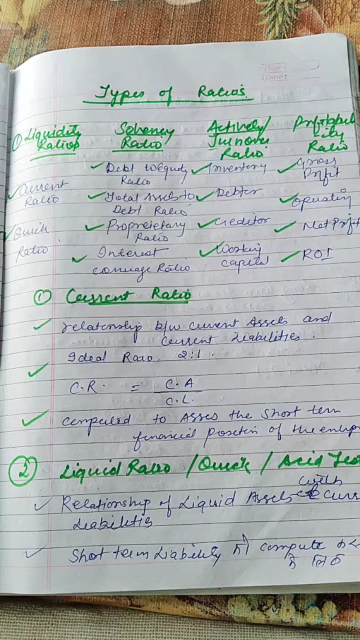 Types of Ratios
① Liquidity Ratios
Solvency Ratio
Activity/ Turnover Ratio
Profitability Ratio
✓ Current Ratio
✓ Quick Ratio
✓ Debt to equity Ratio
✓ Total Assets to Debt Ratio
✓ Proprietary Ratio
✓ Interest coverage Ratio
✓ Inventory
✓ Debtor
✓ Creditor
✓ Working capital
✓ Gross Profit
✓ operating
✓ Net Profit
✓ ROI
① Current Ratio
✓ relationship b/w current Assets and
current Liabilities.
✓ Ideal Ratio 2:1.
✓ C.R. = C.A / C.L.
✓ computed to Asses the short term
financial position of the
② Liquid Ratio / Quick / Acid
✓ Relationship of Liquid Assets with
Liabilities
✓ Short term Liability को compute